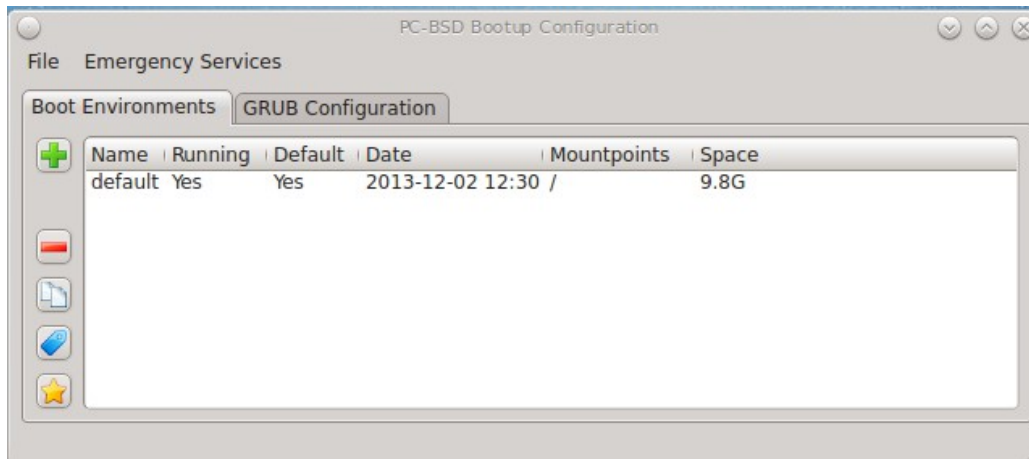 PC-BSD Bootup Configuration
File Emergency Services
Boot Environments GRUB Configuration
Name Running Default Date Mountpoints Space
default Yes Yes 2013-12-02 12:30 / 9.8G